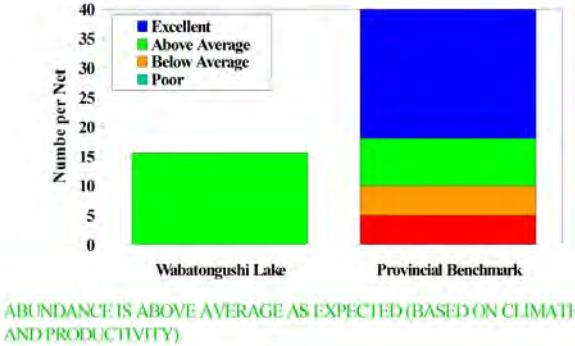 40
35
30
25
20
15
10
5
0
Numbe per Net
Excellent
Above Average
Below Average
Poor
Wabatongushi Lake
Provincial Benchmark
ABUNDANCE IS ABOVE AVERAGE AS EXPECTED (BASED ON CLIMATE
AND PRODUCTIVITY)